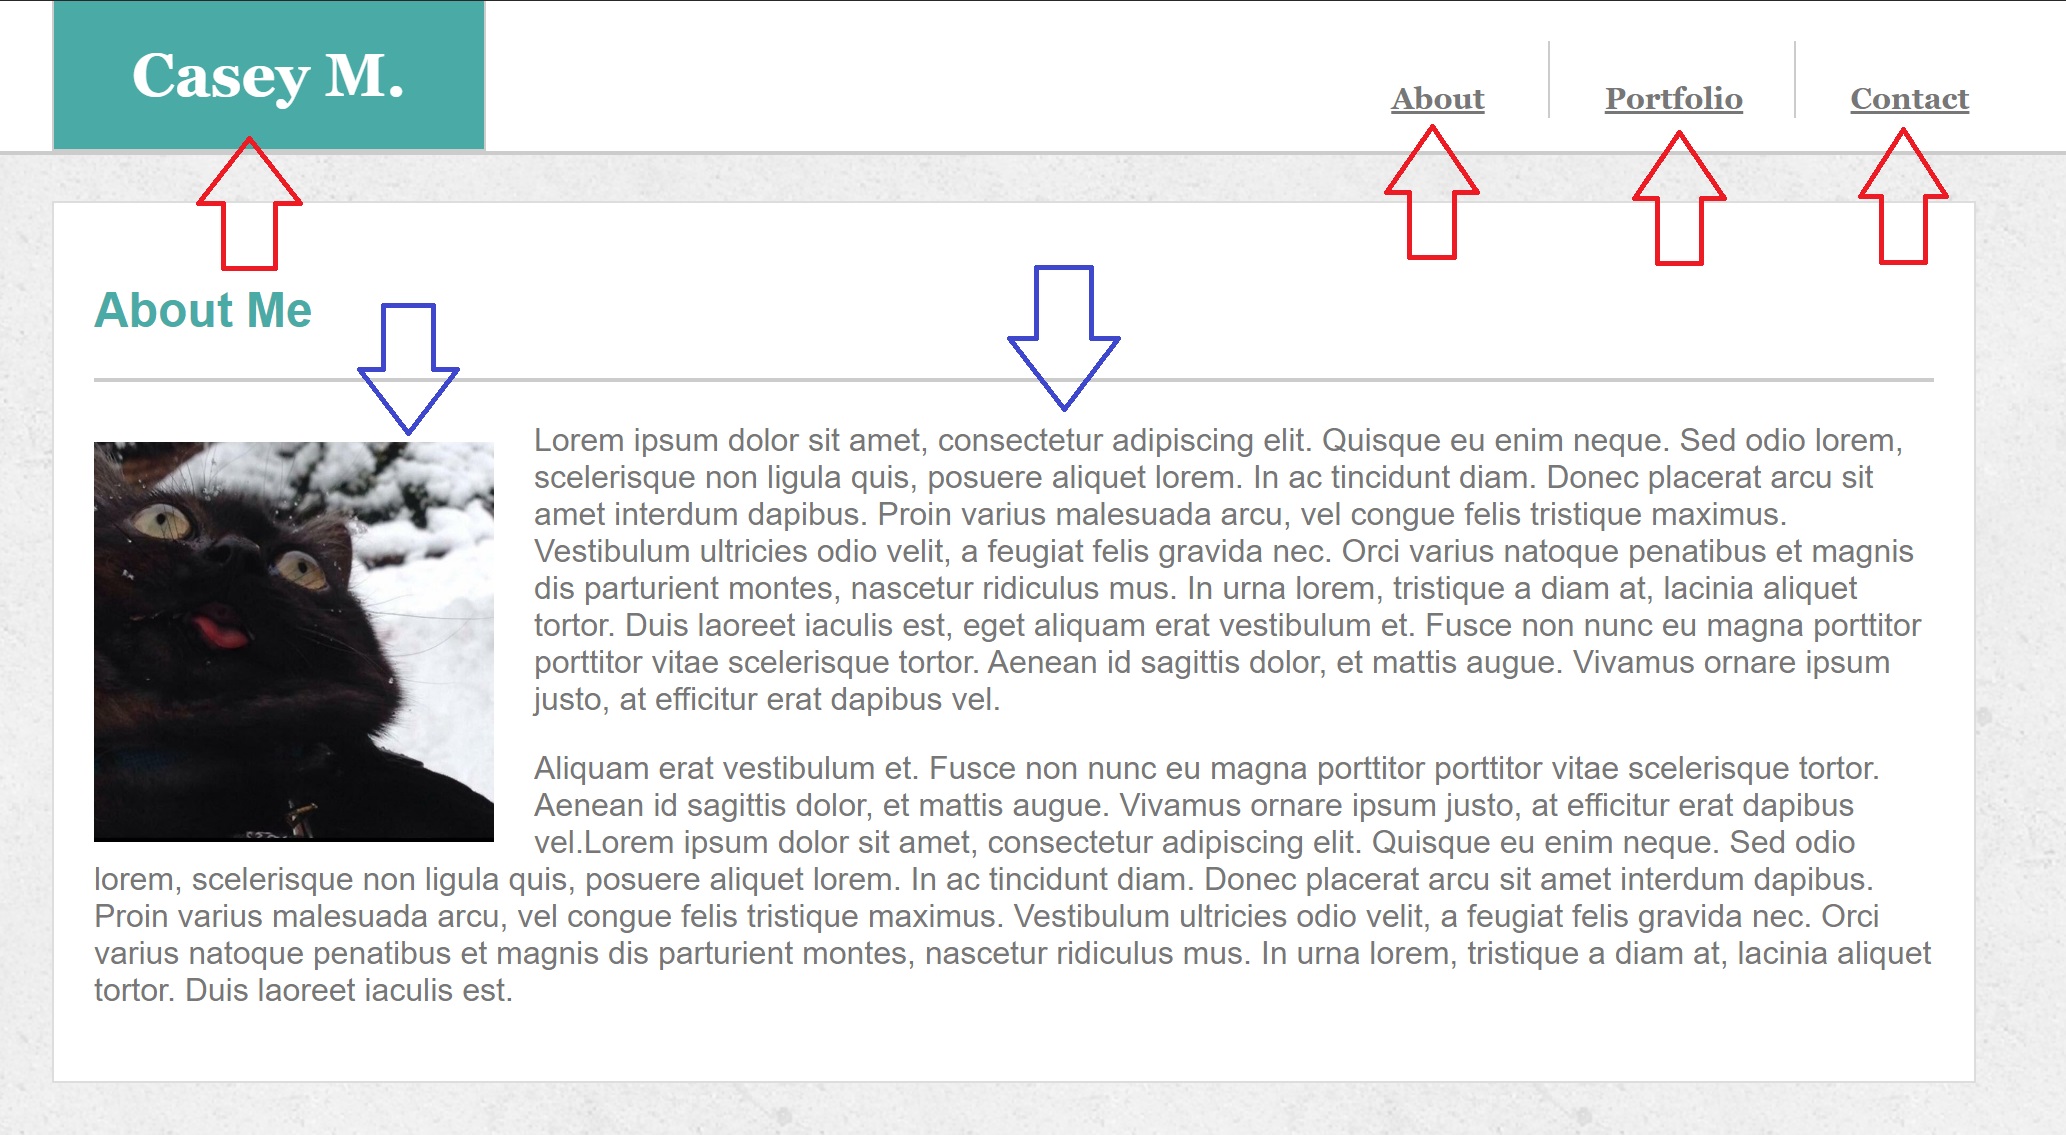 Casey M.
About
Portfolio
Contact
About Me
Lorem ipsum dolor sit amet, consectetur adipiscing elit. Quisque eu enim neque. Sed odio lorem,
scelerisque non ligula quis, posuere aliquet lorem. In ac tincidunt diam. Donec placerat arcu sit
amet interdum dapibus. Proin varius malesuada arcu, vel congue felis tristique maximus.
Vestibulum ultricies odio velit, a feugiat felis gravida nec. Orci varius natoque penatibus et magnis
dis parturient montes, nascetur ridiculus mus. In urna lorem, tristique a diam at, lacinia aliquet
tortor. Duis laoreet iaculis est, eget aliquam erat vestibulum et. Fusce non nunc eu magna porttitor
porttitor vitae scelerisque tortor. Aenean id sagittis dolor, et mattis augue. Vivamus ornare ipsum
justo, at efficitur erat dapibus vel.
Aliquam erat vestibulum et. Fusce non nunc eu magna porttitor porttitor vitae scelerisque tortor.
Aenean id sagittis dolor, et mattis augue. Vivamus ornare ipsum justo, at efficitur erat dapibus
vel.Lorem ipsum dolor sit amet, consectetur adipiscing elit. Quisque eu enim neque. Sed odio
lorem, scelerisque non ligula quis, posuere aliquet lorem. In ac tincidunt diam. Donec placerat arcu sit amet interdum dapibus.
Proin varius malesuada arcu, vel congue felis tristique maximus. Vestibulum ultricies odio velit, a feugiat felis gravida nec. Orci
varius natoque penatibus et magnis dis parturient montes, nascetur ridiculus mus. In urna lorem, tristique a diam at, lacinia aliquet
tortor. Duis laoreet iaculis est.